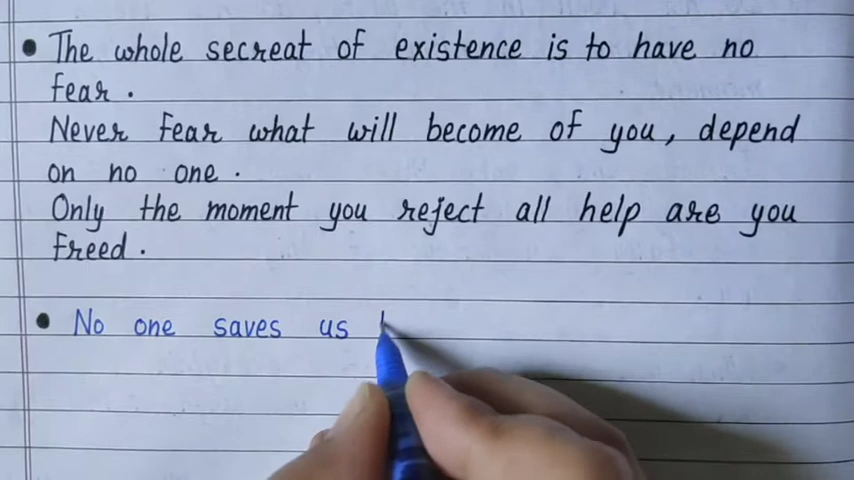 The whole secreat of existence is to have no
fear.
Never fear what will become of you, depend
on no one.
Only the moment you reject all help are you
freed.
No one saves us